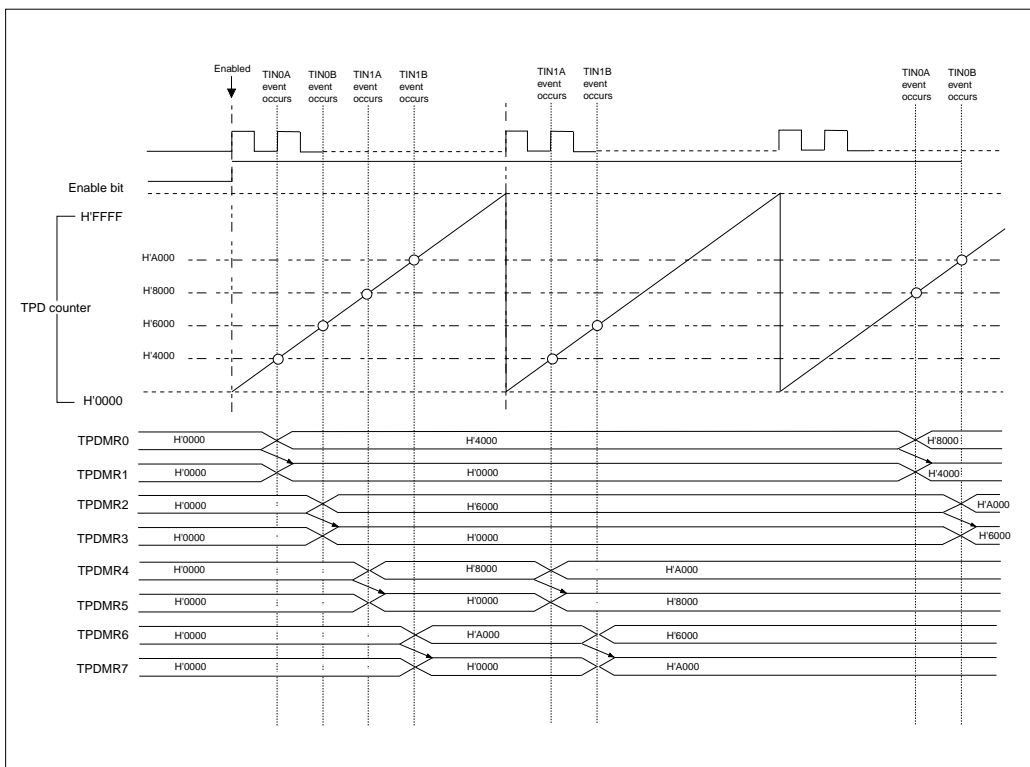 Enabled
TIN0A
event
occurs
TIN0B
event
occurs
TIN1A
event
occurs
TIN1B
event
occurs
TIN1A
event
occurs
TIN1B
event
occurs
TIN0A
event
occurs
TIN0B
event
occurs
Enable bit
H'FFFF
H'A000
H'8000
TPD counter
H'6000
H'4000
H'0000
TPDMR0 H'0000 H'4000 H'8000
TPDMR1 H'0000 H'0000 H'4000
TPDMR2 H'0000 H'6000 H'A000
TPDMR3 H'0000 H'0000 H'6000
TPDMR4 H'0000 H'8000 H'A000
TPDMR5 H'0000 H'0000 H'8000
TPDMR6 H'0000 H'A000 H'6000
TPDMR7 H'0000 H'0000 H'A000